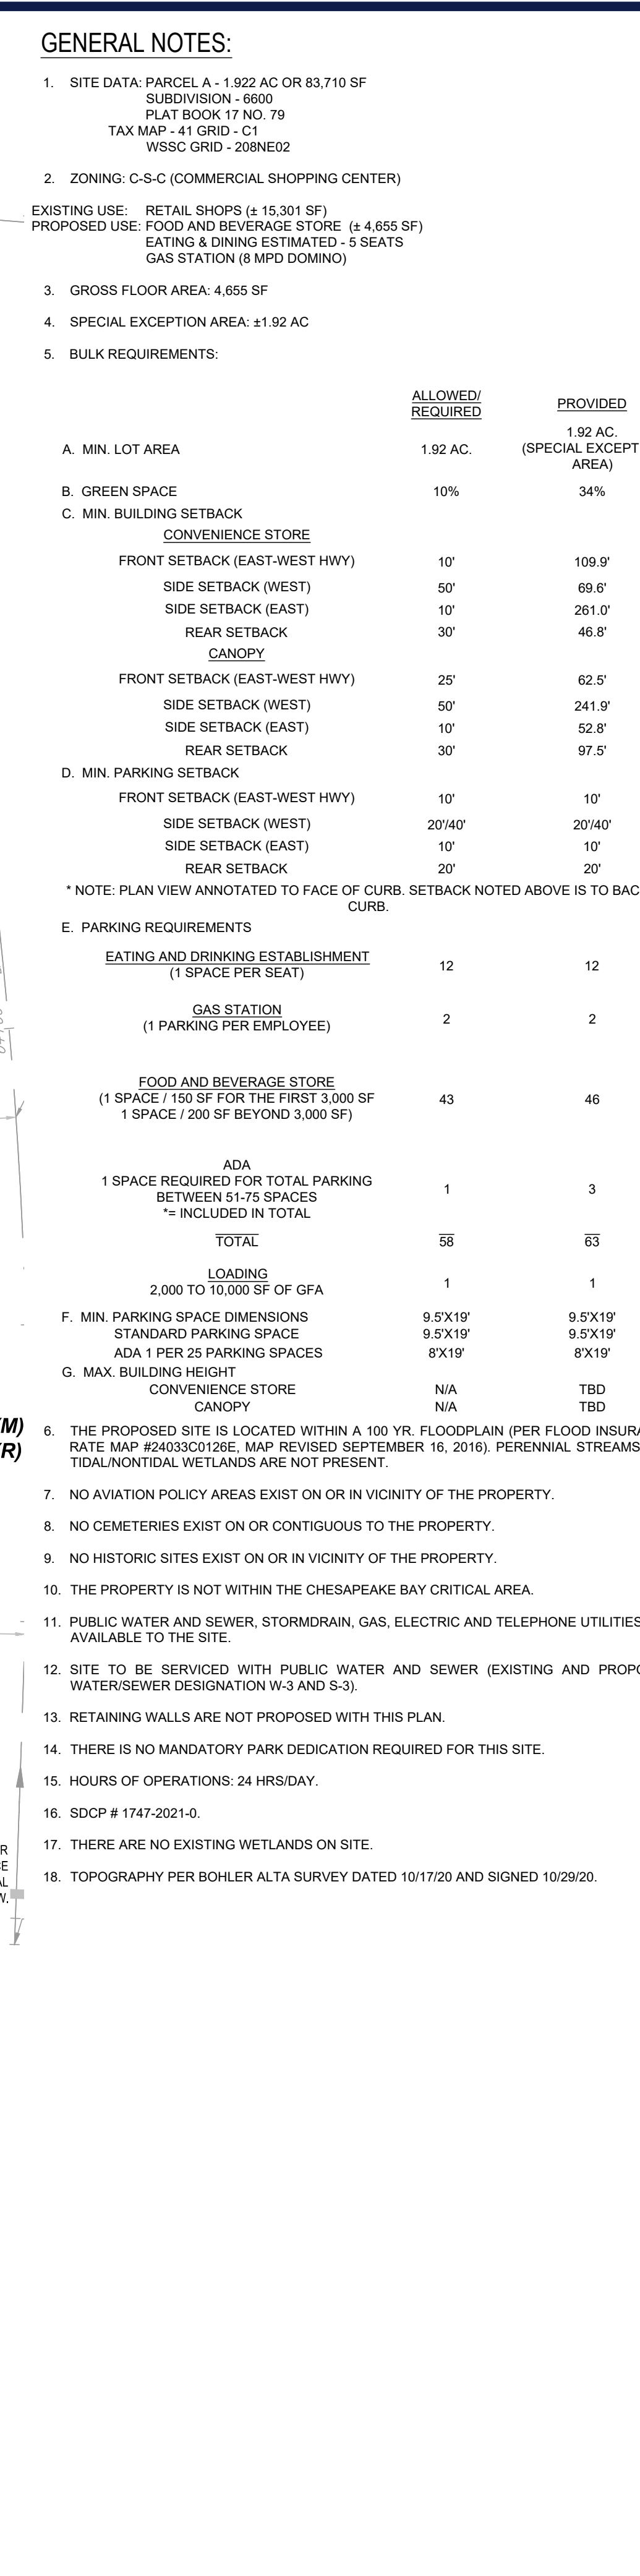 GENERAL NOTES:
1. SITE DATA: PARCEL A - 1.922 AC OR 83,710 SF
SUBDIVISION - 6600
PLAT BOOK 17 NO. 79
TAX MAP - 41 GRID - C1
WSSC GRID - 208NE02
2. ZONING: C-S-C (COMMERCIAL SHOPPING CENTER)
EXISTING USE: RETAIL SHOPS (± 15,301 SF)
PROPOSED USE: FOOD AND BEVERAGE STORE (± 4,655 SF)
EATING & DINING ESTIMATED - 5 SEATS
GAS STATION (8 MPD DOMINO)
3. GROSS FLOOR AREA: 4,655 SF
4. SPECIAL EXCEPTION AREA: ±1.92 AC
5. BULK REQUIREMENTS:
ALLOWED/
REQUIRED PROVIDED
A. MIN. LOT AREA 1.92 AC. 1.92 AC.
(SPECIAL EXCEPT
AREA)
B. GREEN SPACE 10% 34%
C. MIN. BUILDING SETBACK
CONVENIENCE STORE
FRONT SETBACK (EAST-WEST HWY) 10' 109.9'
SIDE SETBACK (WEST) 50' 69.6'
SIDE SETBACK (EAST) 10' 261.0'
REAR SETBACK 30' 46.8'
CANOPY
FRONT SETBACK (EAST-WEST HWY) 25' 62.5'
SIDE SETBACK (WEST) 50' 241.9'
SIDE SETBACK (EAST) 10' 52.8'
REAR SETBACK 30' 97.5'
D. MIN. PARKING SETBACK
FRONT SETBACK (EAST-WEST HWY) 10' 10'
SIDE SETBACK (WEST) 20'/40' 20'/40'
SIDE SETBACK (EAST) 10' 10'
REAR SETBACK 20' 20'
* NOTE: PLAN VIEW ANNOTATED TO FACE OF CURB. SETBACK NOTED ABOVE IS TO BAC
CURB.
E. PARKING REQUIREMENTS
EATING AND DRINKING ESTABLISHMENT
(1 SPACE PER SEAT) 12 12
GAS STATION
(1 PARKING PER EMPLOYEE) 2 2
FOOD AND BEVERAGE STORE
(1 SPACE / 150 SF FOR THE FIRST 3,000 SF 43 46
1 SPACE / 200 SF BEYOND 3,000 SF)
ADA
1 SPACE REQUIRED FOR TOTAL PARKING
BETWEEN 51-75 SPACES 1 3
*= INCLUDED IN TOTAL
TOTAL 58 63
LOADING
2,000 TO 10,000 SF OF GFA 1 1
F. MIN. PARKING SPACE DIMENSIONS 9.5'X19' 9.5'X19'
STANDARD PARKING SPACE 9.5'X19' 9.5'X19'
ADA 1 PER 25 PARKING SPACES 8'X19' 8'X19'
G. MAX. BUILDING HEIGHT
CONVENIENCE STORE N/A TBD
CANOPY N/A TBD
M)
R)
6. THE PROPOSED SITE IS LOCATED WITHIN A 100 YR. FLOODPLAIN (PER FLOOD INSURA
RATE MAP #24033C0126E, MAP REVISED SEPTEMBER 16, 2016). PERENNIAL STREAMS
TIDAL/NONTIDAL WETLANDS ARE NOT PRESENT.
7. NO AVIATION POLICY AREAS EXIST ON OR IN VICINITY OF THE PROPERTY.
8. NO CEMETERIES EXIST ON OR CONTIGUOUS TO THE PROPERTY.
9. NO HISTORIC SITES EXIST ON OR IN VICINITY OF THE PROPERTY.
10. THE PROPERTY IS NOT WITHIN THE CHESAPEAKE BAY CRITICAL AREA.
11. PUBLIC WATER AND SEWER, STORMDRAIN, GAS, ELECTRIC AND TELEPHONE UTILITIES
AVAILABLE TO THE SITE.
12. SITE TO BE SERVICED WITH PUBLIC WATER AND SEWER (EXISTING AND PROPO
WATER/SEWER DESIGNATION W-3 AND S-3).
13. RETAINING WALLS ARE NOT PROPOSED WITH THIS PLAN.
14. THERE IS NO MANDATORY PARK DEDICATION REQUIRED FOR THIS SITE.
15. HOURS OF OPERATIONS: 24 HRS/DAY.
16. SDCP # 1747-2021-0.
17. THERE ARE NO EXISTING WETLANDS ON SITE.
18. TOPOGRAPHY PER BOHLER ALTA SURVEY DATED 10/17/20 AND SIGNED 10/29/20.
R
E
AL
W.